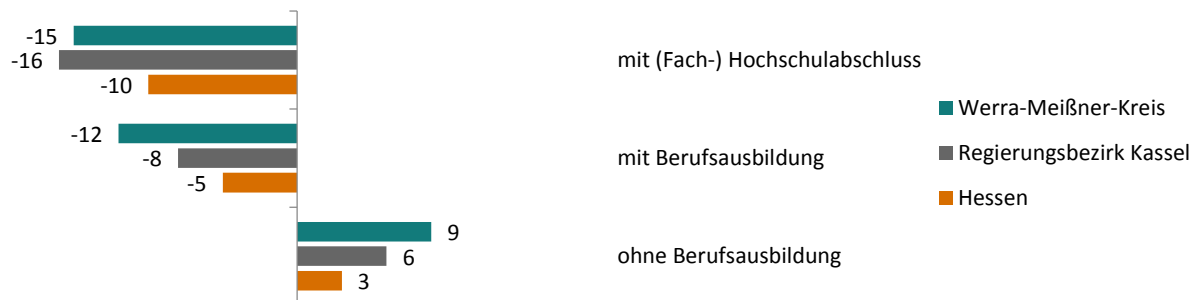 -15
-16
mit (Fach-) Hochschulabschluss
-10
Werra-Meißner-Kreis
-12
-8
mit Berufsausbildung
Regierungsbezirk Kassel
-5
Hessen
9
6
ohne Berufsausbildung
3